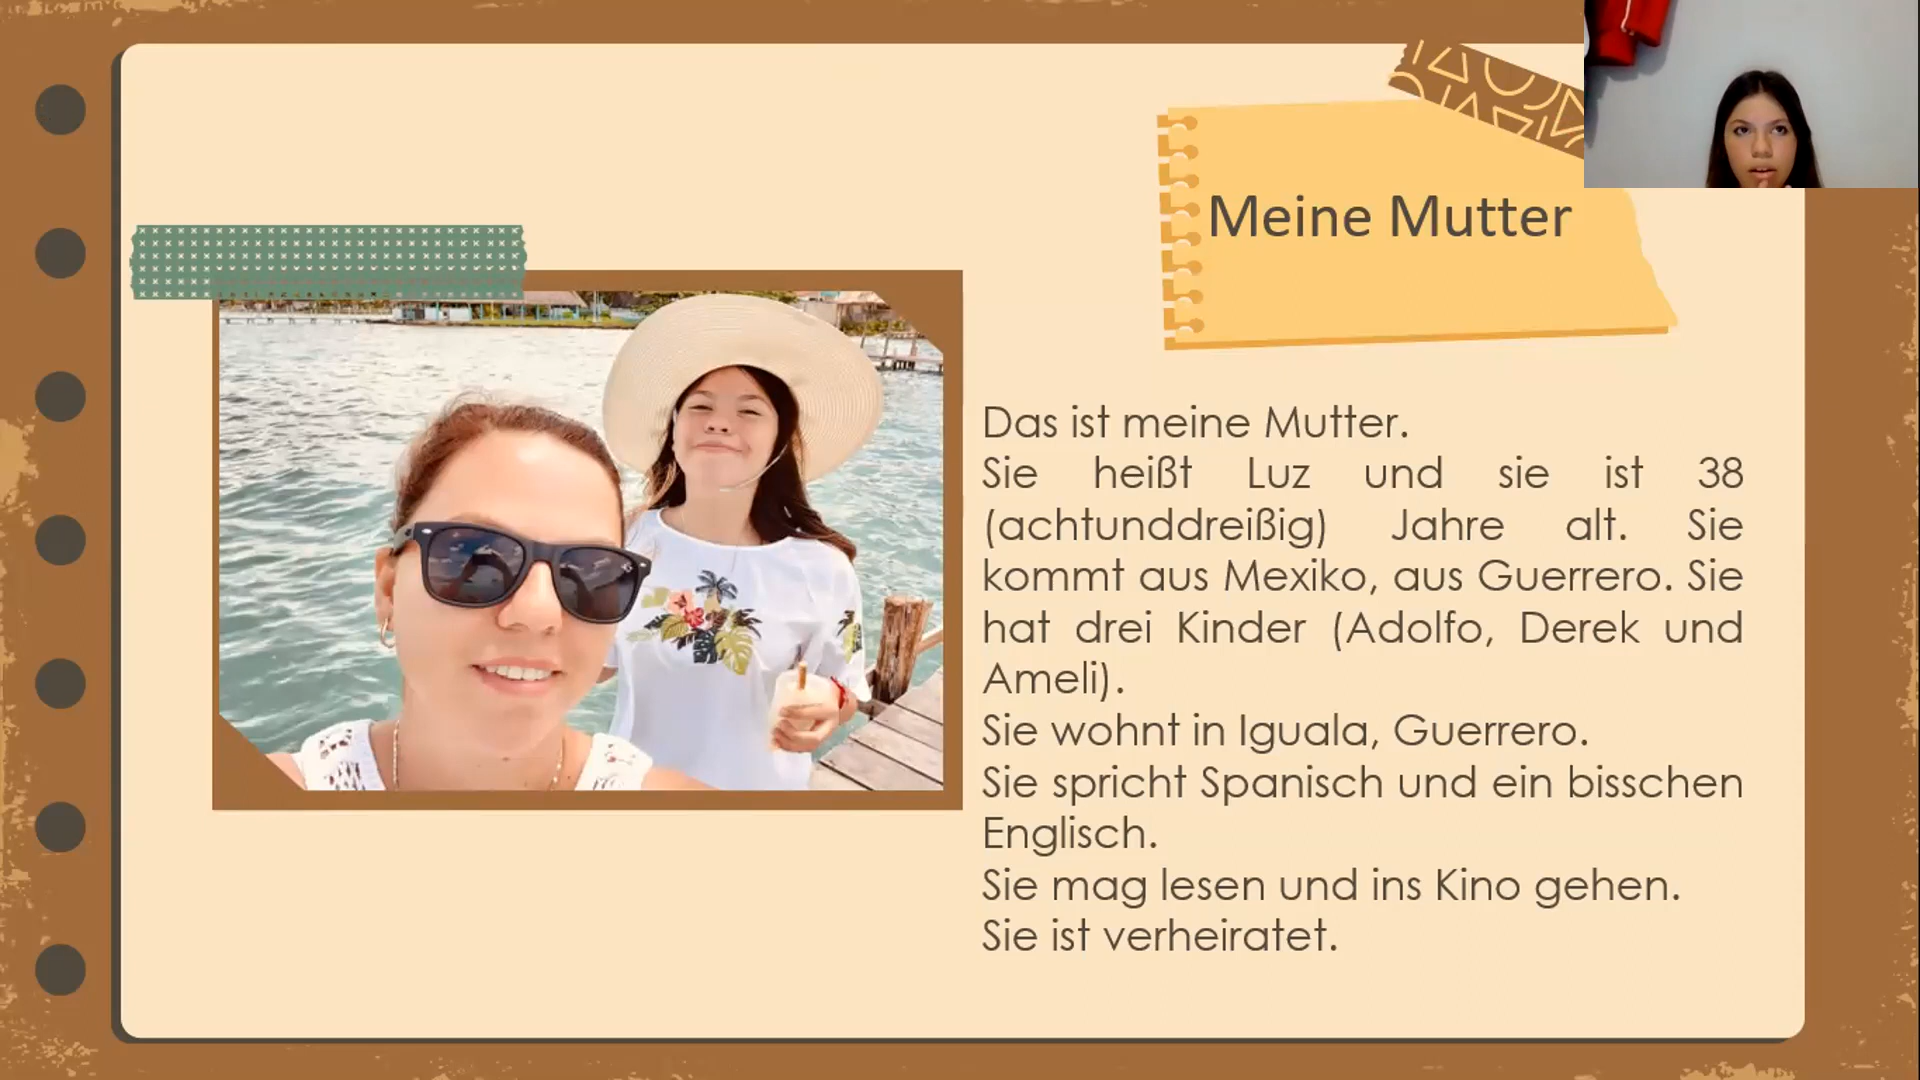 Meine Mutter
Das ist meine Mutter.
Sie heißt Luz und sie ist 38
(achtunddreißig) Jahre alt. Sie
kommt aus Mexiko, aus Guerrero. Sie
hat drei Kinder (Adolfo, Derek und
Ameli).
Sie wohnt in Iguala, Guerrero.
Sie spricht Spanisch und ein bisschen
Englisch.
Sie mag lesen und ins Kino gehen.
Sie ist verheiratet.